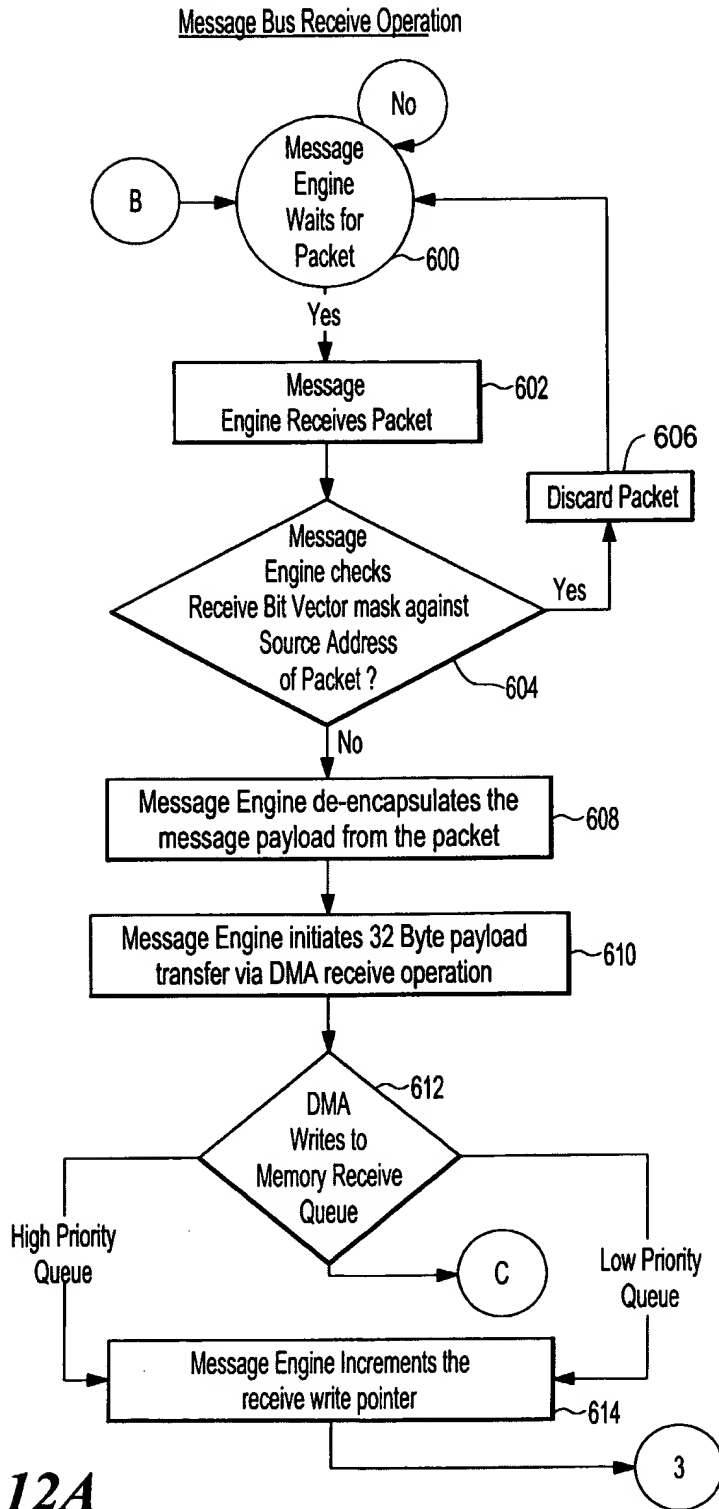 Message Bus Receive Operation
No
Message
Engine
Waits for
Packet
B
600
Yes
Message
Engine Receives Packet
602
606
Discard Packet
Message
Engine checks
Receive Bit Vector mask against
Source Address
of Packet ?
Yes
604
No
Message Engine de-encapsulates the
message payload from the packet
608
Message Engine initiates 32 Byte payload
transfer via DMA receive operation
610
612
DMA
Writes to
Memory Receive
Queue
High Priority
Queue
C
Low Priority
Queue
Message Engine Increments the
receive write pointer
614
3
12A